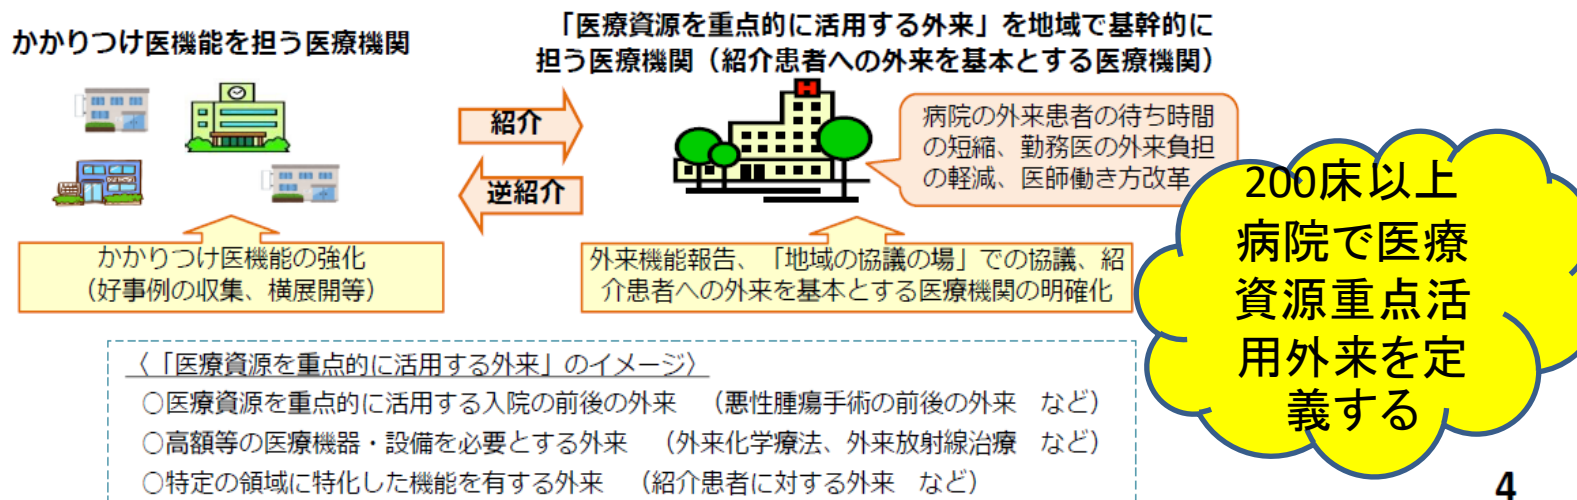 かかりつけ医機能を担う医療機関
「医療資源を重点的に活用する外来」を地域で基幹的に
担う医療機関（紹介患者への外来を基本とする医療機関）
H
紹介
逆紹介
病院の外来患者の待ち時間
の短縮、勤務医の外来負担
の軽減、医師働き方改革
かかりつけ医機能の強化
（好事例の収集、横展開等）
外来機能報告、「地域の協議の場」での協議、紹
介患者への外来を基本とする医療機関の明確化
200床以上
病院で医療
資源重点活
用外来を定
義する
〈「医療資源を重点的に活用する外来」のイメージ〉
○医療資源を重点的に活用する入院の前後の外来　（悪性腫瘍手術の前後の外来　など）
○高額等の医療機器・設備を必要とする外来　（外来化学療法、外来放射線治療　など）
○特定の領域に特化した機能を有する外来　（紹介患者に対する外来　など）
4